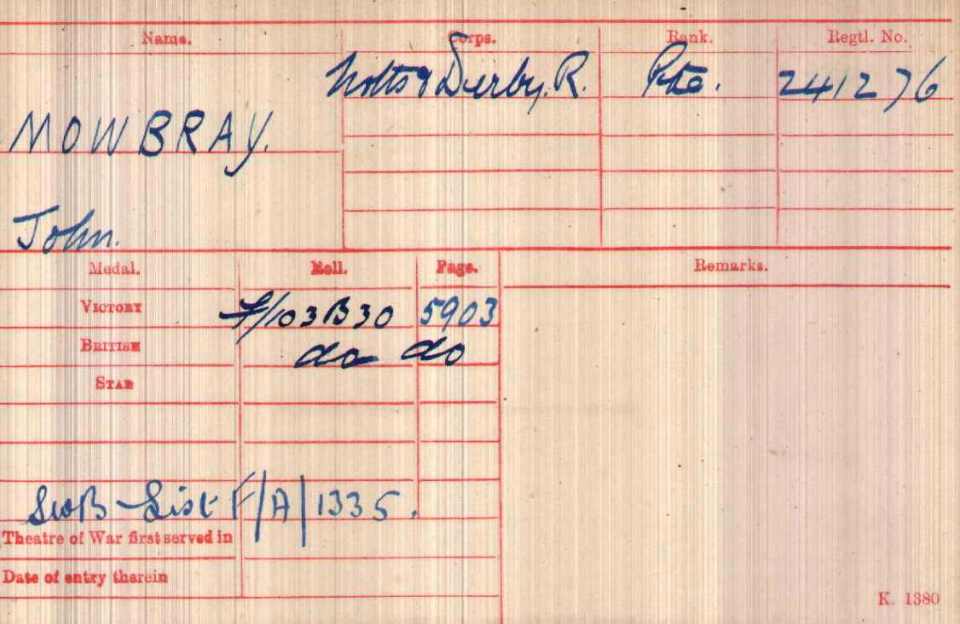 Name. Corps. Rank. Regtl. No.
Notts & Derby. R. Pte. 241276
MOWBRAY.
John.
Medal. Roll. Page. Remarks.
VICTORY F/103B30 5903
BRITISH do do
STAR
SWB-List F/A/1335.
Theatre of War first served in
Date of entry therein
K. 1380